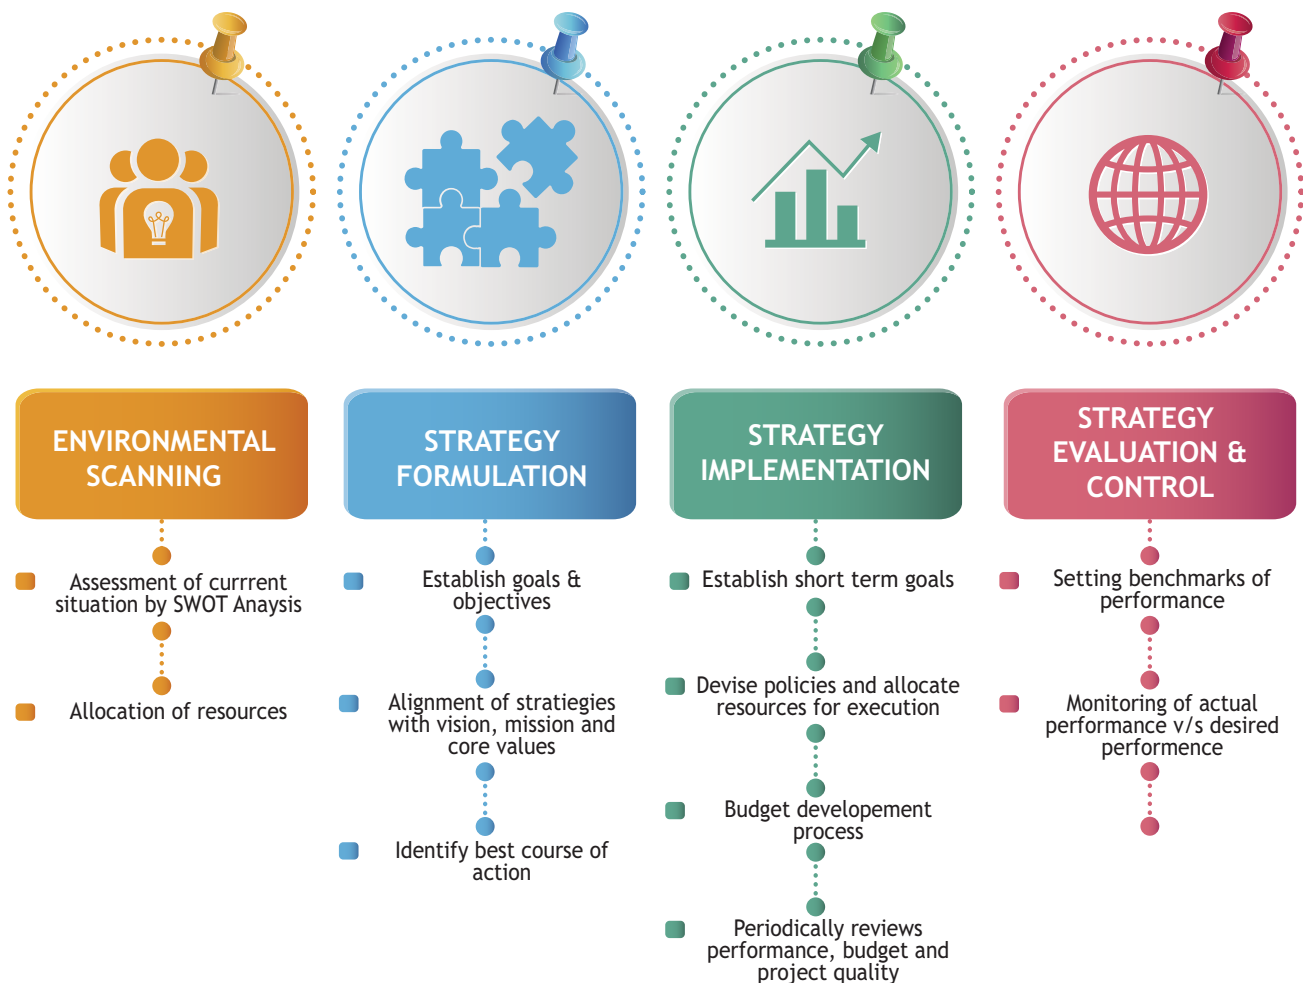 ENVIRONMENTAL
SCANNING
Assessment of currrent
situation by SWOT Anaysis
Allocation of resources
STRATEGY
FORMULATION
Establish goals &
objectives
Alignment of stratiegies
with vision, mission and
core values
Identify best course of
action
STRATEGY
IMPLEMENTATION
Establish short term goals
Devise policies and allocate
resources for execution
Budget developement
process
Periodically reviews
performance, budget and
project quality
STRATEGY
EVALUATION &
CONTROL
Setting benchmarks of
performance
Monitoring of actual
performance v/s desired
performence